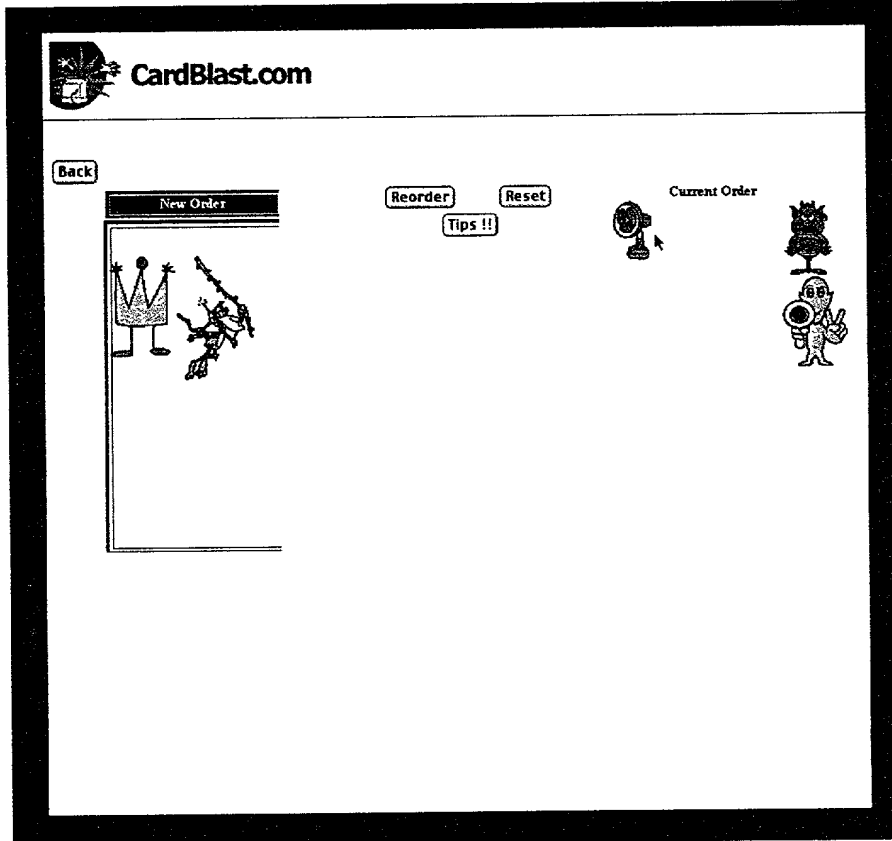 CardBlast.com
Back
New Order
Reorder
Reset
Tips !!
Current Order